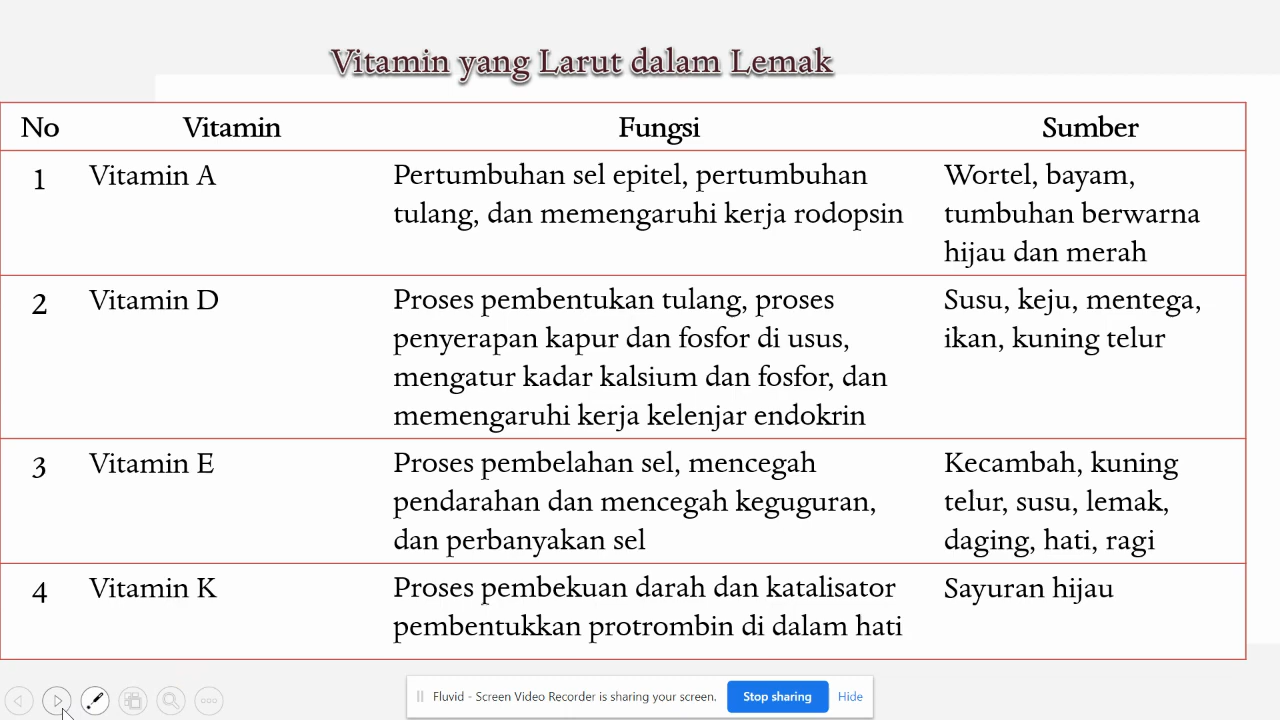 Vitamin yang Larut dalam Lemak
No Vitamin Fungsi Sumber
1 Vitamin A Pertumbuhan sel epitel, pertumbuhan Wortel, bayam,
tulang, dan memengaruhi kerja rodopsin tumbuhan berwarna
hijau dan merah
2 Vitamin D Proses pembentukan tulang, proses Susu, keju, mentega,
penyerapan kapur dan fosfor di usus, ikan, kuning telur
mengatur kadar kalsium dan fosfor, dan
memengaruhi kerja kelenjar endokrin
3 Vitamin E Proses pembelahan sel, mencegah Kecambah, kuning
pendarahan dan mencegah keguguran, telur, susu, lemak,
dan perbanyakan sel daging, hati, ragi
4 Vitamin K Proses pembekuan darah dan katalisator Sayuran hijau
pembentukkan protrombin di dalam hati
Fluvid - Screen Video Recorder is sharing your screen. Stop sharing Hide